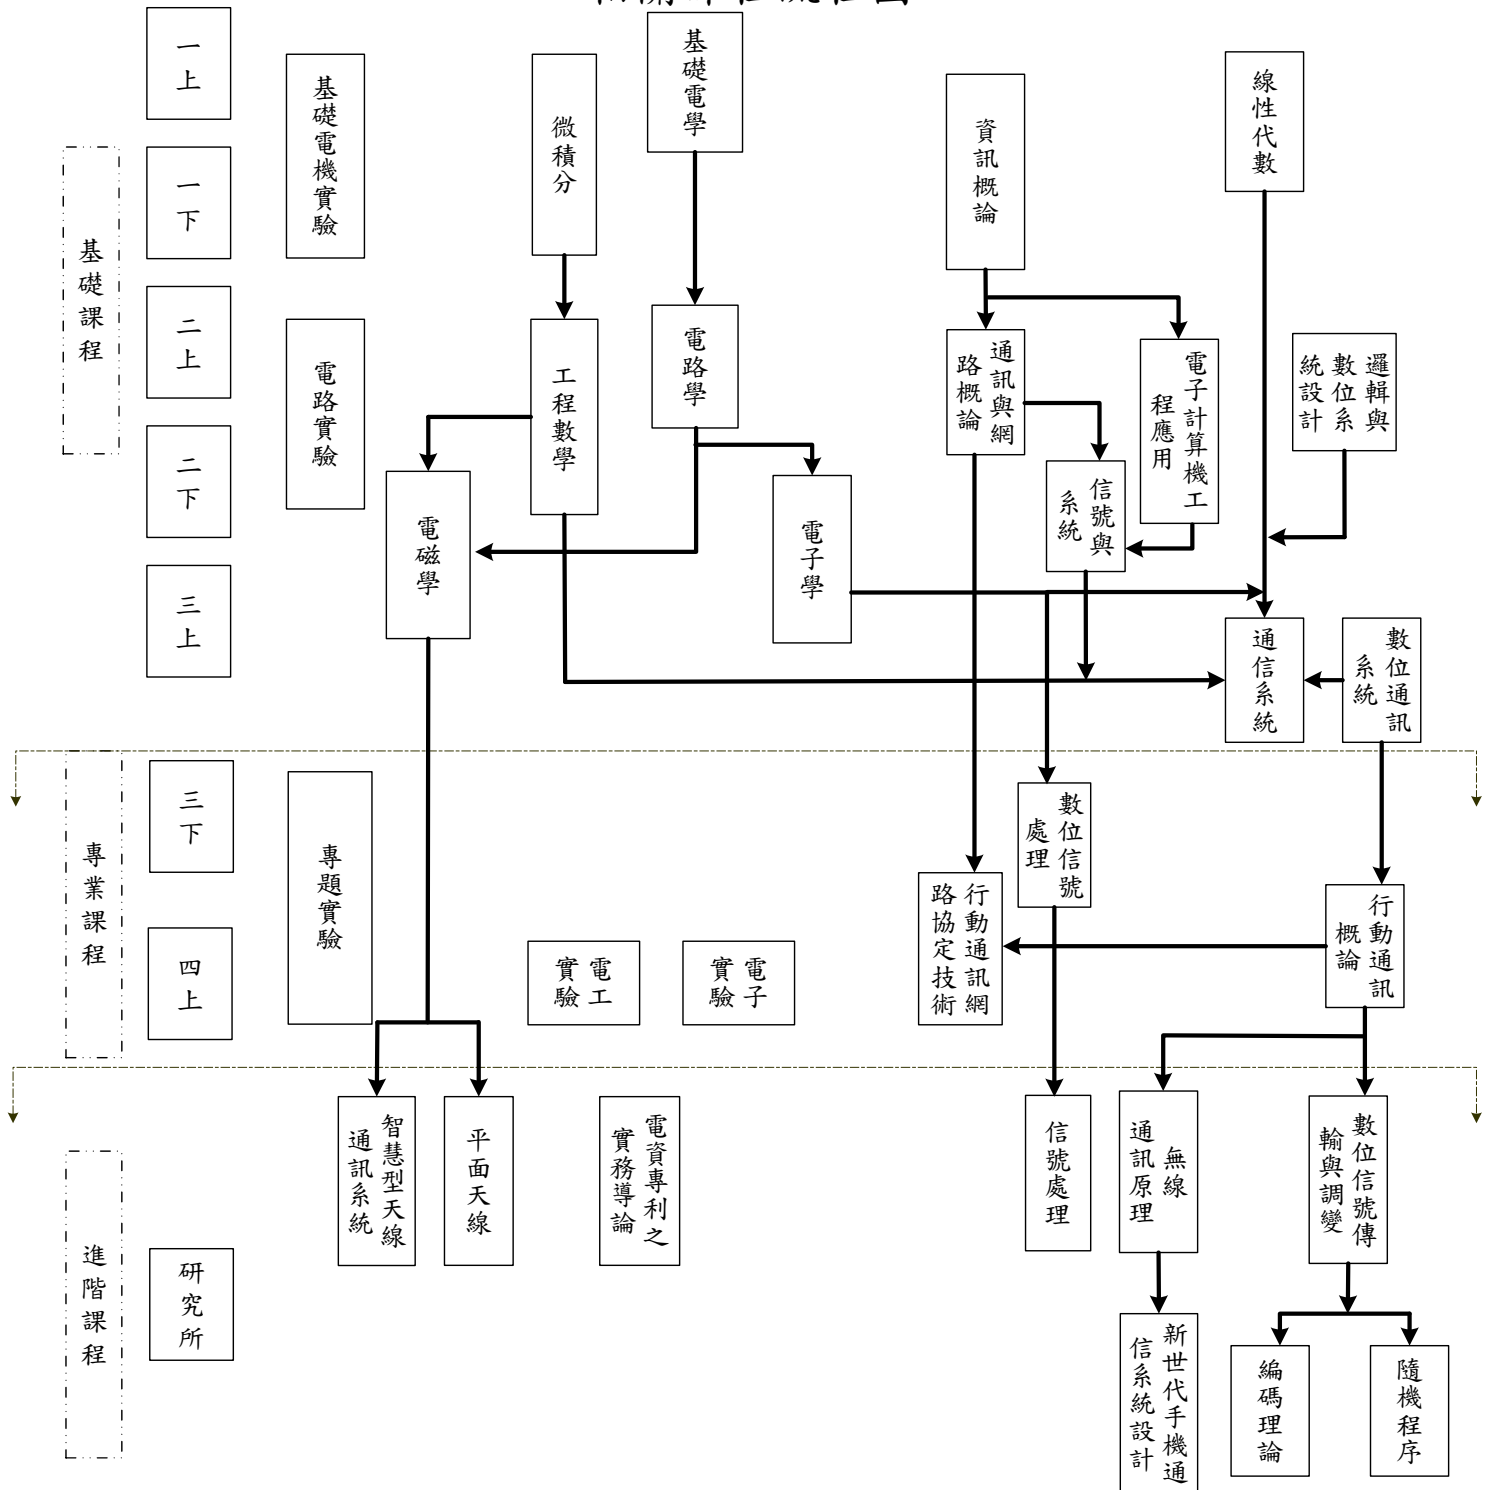 一上
一下
基礎課程
二上
二下
三上
基礎電機實驗
電路實驗
微積分
基礎電學
工程數學
電路學
電磁學
電子學
資訊概論
通訊與網路概論
電子計算機工程應用
信號與系統
線性代數
邏輯與數位系統設計
通信系統
數位通訊系統
專業課程
三下
四上
專題實驗
電工實驗
電子實驗
行動通訊網路協定技術
數位信號處理
行動通訊概論
進階課程
研究所
智慧型天線通訊系統
平面天線
電資專利之實務導論
信號處理
無線通訊原理
數位信號傳輸與調變
新世代手機通信系統設計
編碼理論
隨機程序